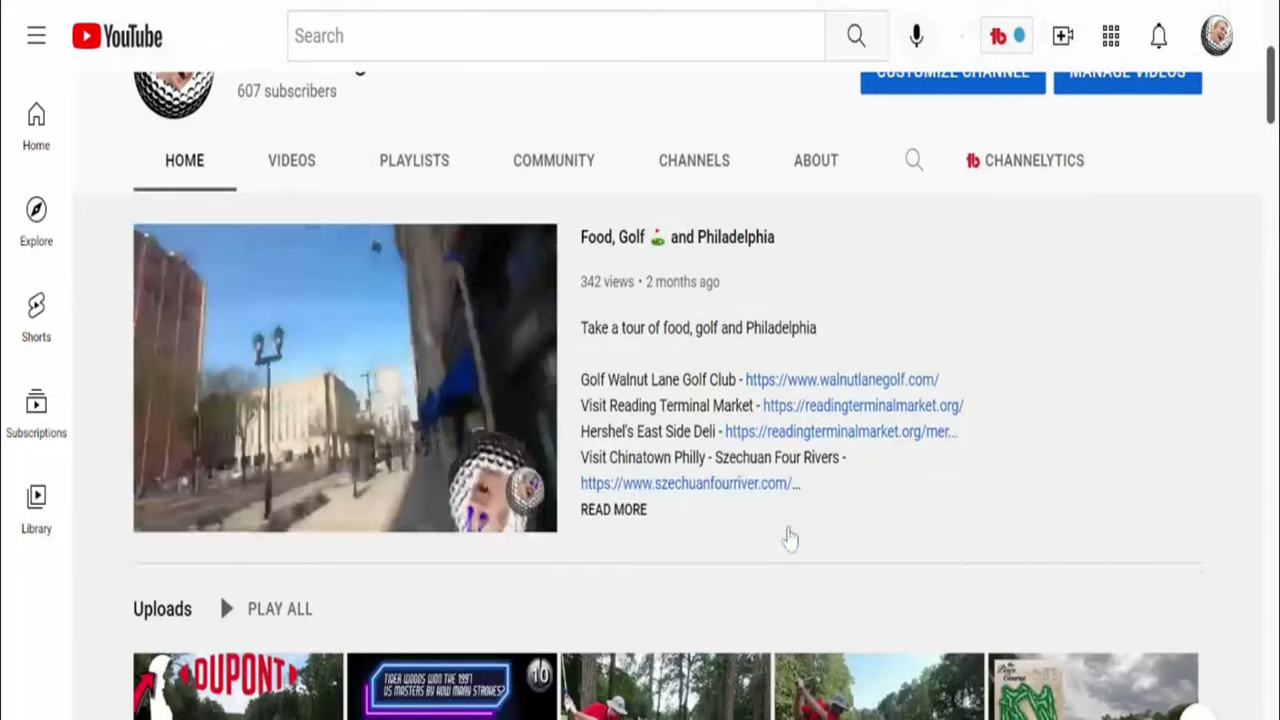 YouTube
Search
607 subscribers
CUSTOMIZE CHANNEL
MANAGE VIDEOS
Home
Explore
Shorts
Subscriptions
Library
HOME
VIDEOS
PLAYLISTS
COMMUNITY
CHANNELS
ABOUT
CHANNELYTICS
Food, Golf ⛳ and Philadelphia
342 views • 2 months ago
Take a tour of food, golf and Philadelphia
Golf Walnut Lane Golf Club - https://www.walnutlanegolf.com/
Visit Reading Terminal Market - https://readingterminalmarket.org/
Hershel's East Side Deli - https://readingterminalmarket.org/mer...
Visit Chinatown Philly - Szechuan Four Rivers -
https://www.szechuanfourriver.com/...
READ MORE
Uploads
PLAY ALL
DUPONT
TIGER WOODS WON THE 1997
US MASTERS BY HOW MANY STROKES?
10